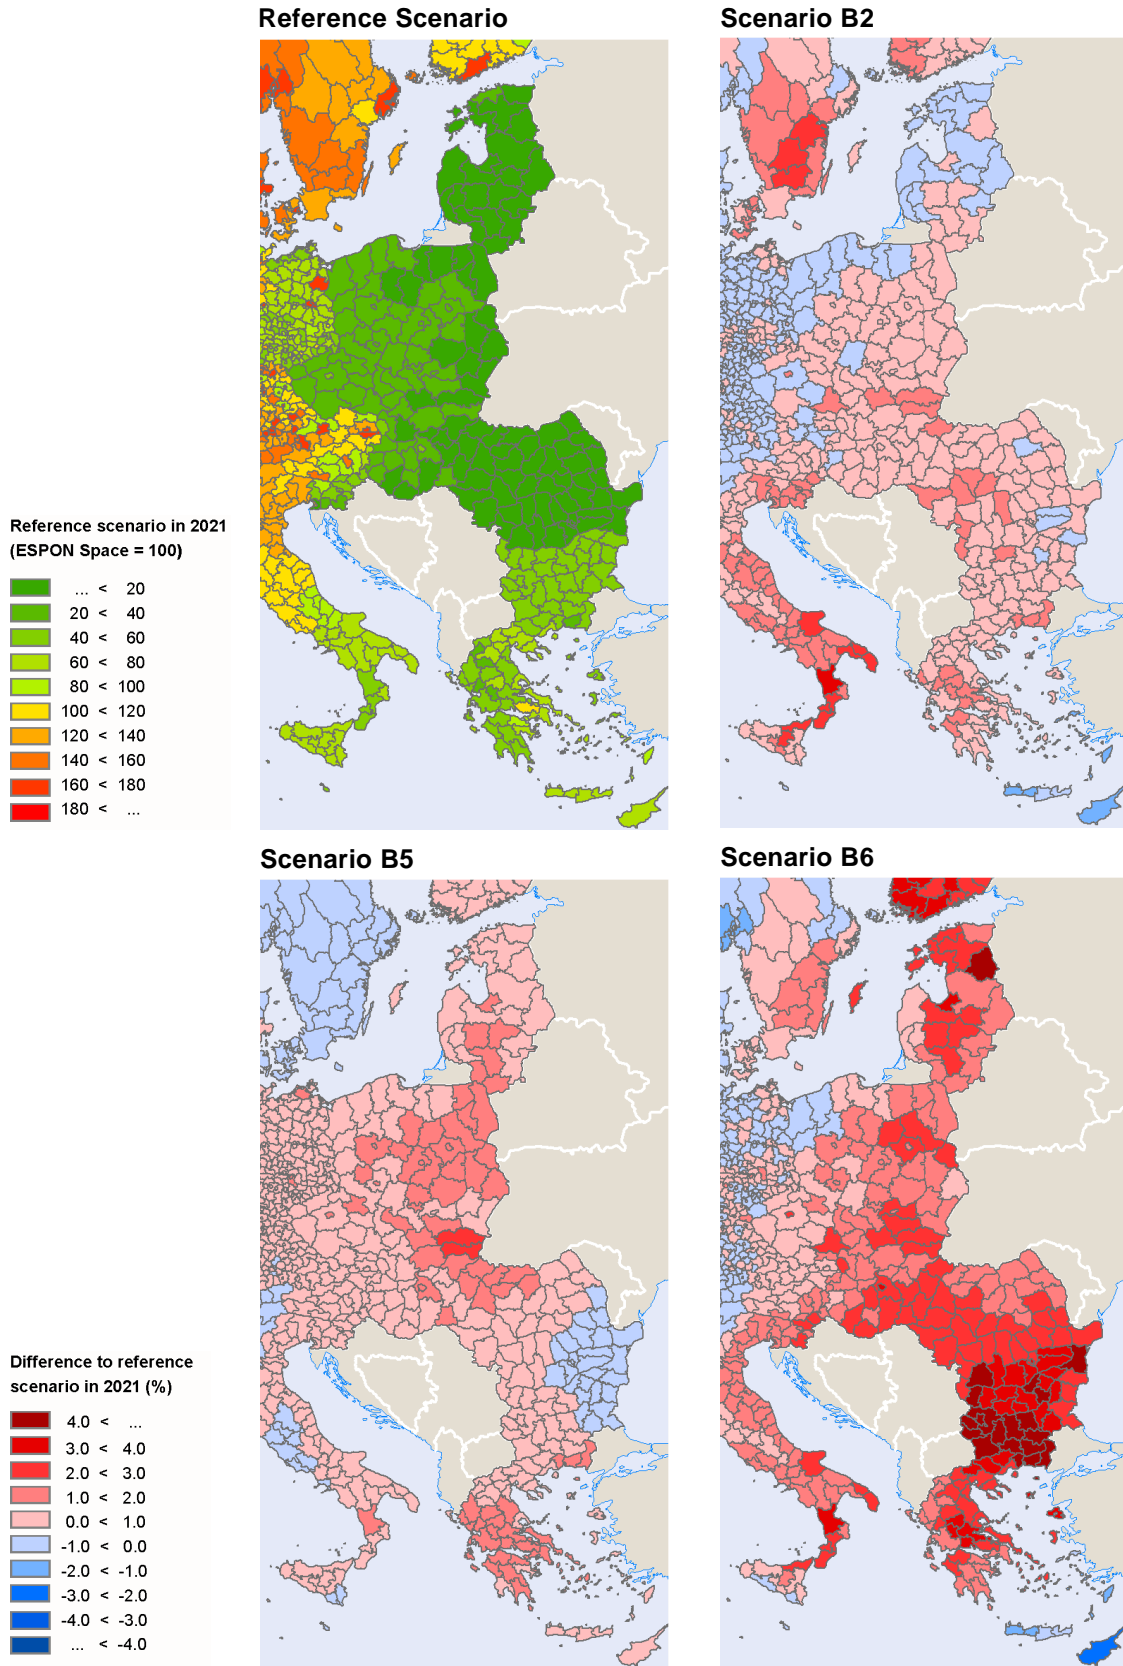 Reference Scenario
Scenario B2
Reference scenario in 2021
(ESPON Space = 100)
... < 20
20 < 40
40 < 60
60 < 80
80 < 100
100 < 120
120 < 140
140 < 160
160 < 180
180 < ...
Scenario B5
Scenario B6
Difference to reference
scenario in 2021 (%)
4.0 < ...
3.0 < 4.0
2.0 < 3.0
1.0 < 2.0
0.0 < 1.0
-1.0 < 0.0
-2.0 < -1.0
-3.0 < -2.0
-4.0 < -3.0
... < -4.0